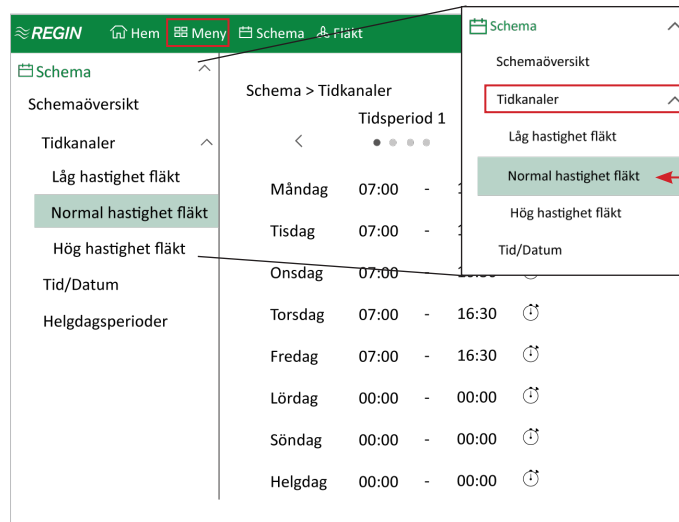 REGIN Hem Meny Schema Fläkt
Schema
Schemaöversikt
Tidkanaler
Låg hastighet fläkt
Normal hastighet fläkt
Hög hastighet fläkt
Tid/Datum
Helgdagsperioder
Schema > Tidkanaler
Tidsperiod 1
Måndag 07:00 -
Tisdag 07:00 -
Onsdag 07:00 -
Torsdag 07:00 - 16:30
Fredag 07:00 - 16:30
Lördag 00:00 - 00:00
Söndag 00:00 - 00:00
Helgdag 00:00 - 00:00
Schema
Schemaöversikt
Tidkanaler
Låg hastighet fläkt
Normal hastighet fläkt
Hög hastighet fläkt
Tid/Datum